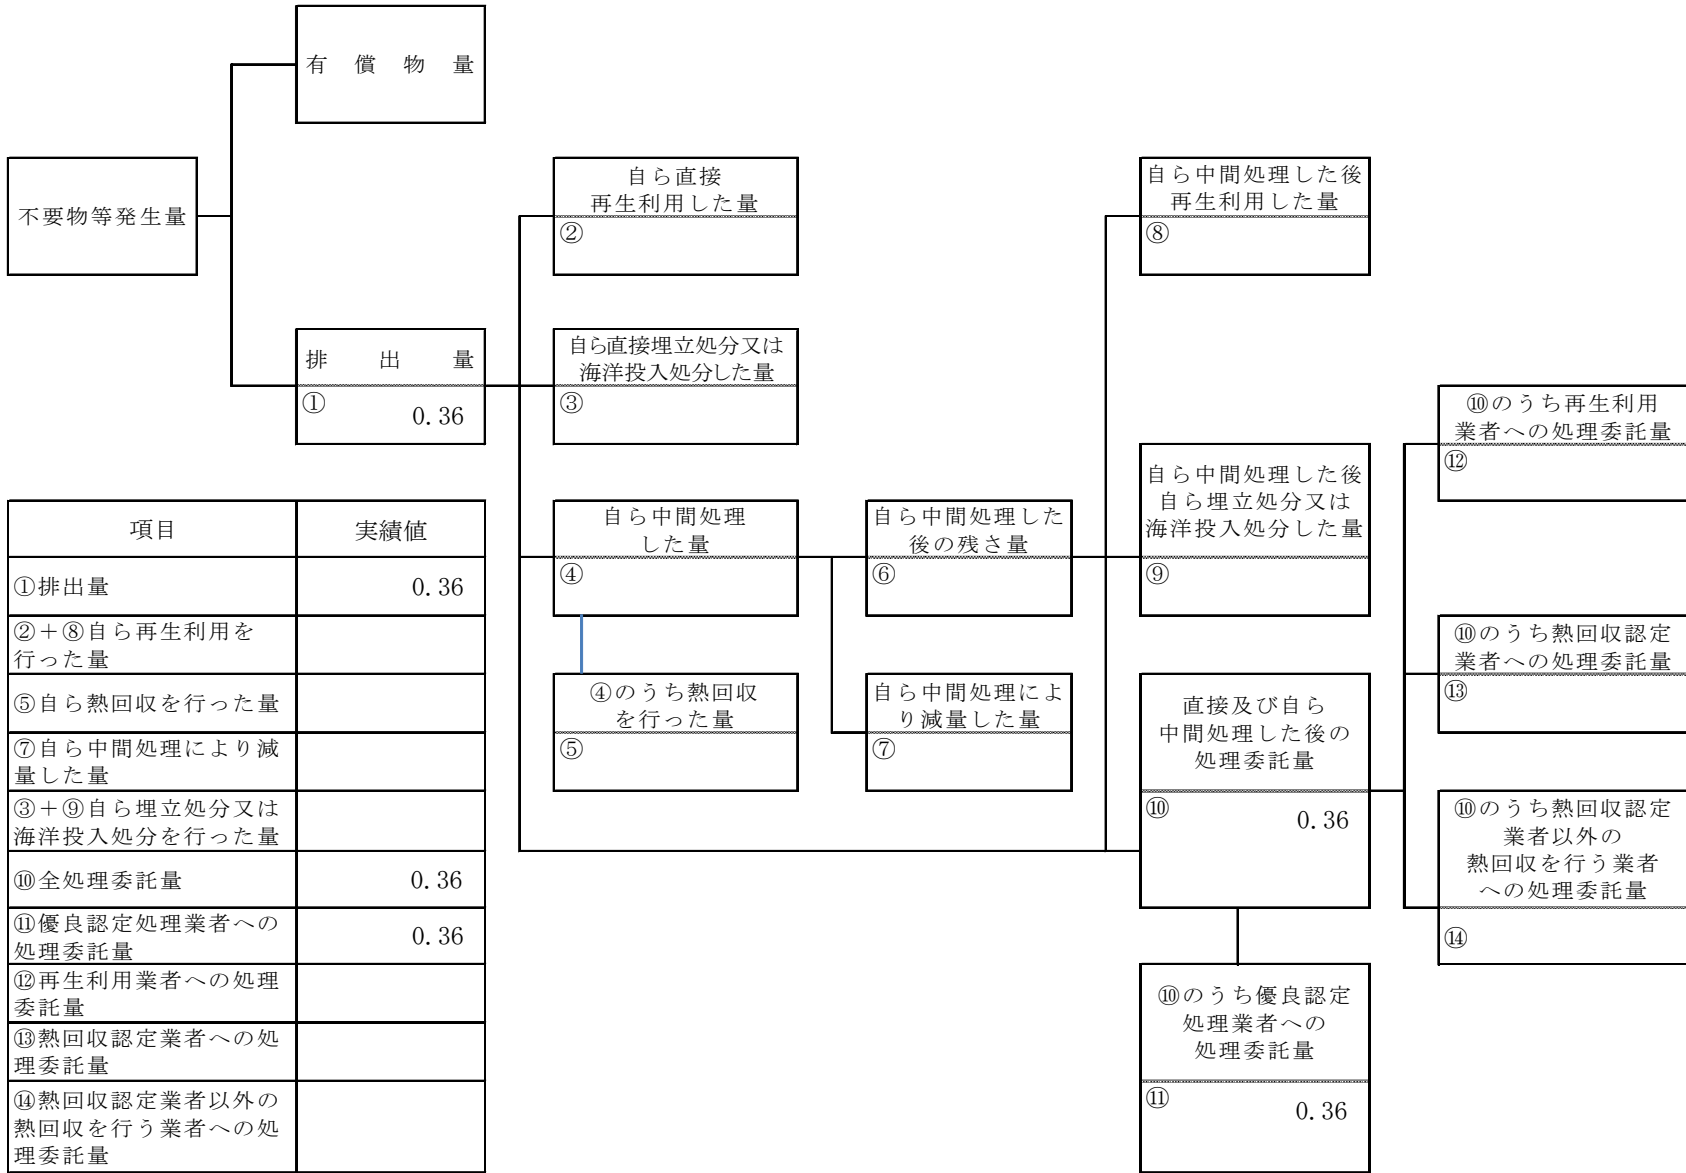 有償物量
不要物等発生量
自ら直接
再生利用した量
②
自ら中間処理した後
再生利用した量
⑧
排出量
①
0.36
自ら直接埋立処分又は
海洋投入処分した量
③
⑩のうち再生利用
業者への処理委託量
⑫
自ら中間処理した後
自ら埋立処分又は
海洋投入処分した量
⑨
自ら中間処理
した量
④
自ら中間処理した
後の残さ量
⑥
⑩のうち熱回収認定
業者への処理委託量
⑬
④のうち熱回収
を行った量
⑤
自ら中間処理によ
り減量した量
⑦
直接及び自ら
中間処理した後の
処理委託量
⑩
0.36
⑩のうち熱回収認定
業者以外の
熱回収を行う業者
への処理委託量
⑭
⑩のうち優良認定
処理業者への
処理委託量
⑪
0.36
項目 実績値
①排出量 0.36
②+⑧自ら再生利用を
行った量
⑤自ら熱回収を行った量
⑦自ら中間処理により減
量した量
③+⑨自ら埋立処分又は
海洋投入処分を行った量
⑩全処理委託量 0.36
⑪優良認定処理業者への
処理委託量 0.36
⑫再生利用業者への処理
委託量
⑬熱回収認定業者への処
理委託量
⑭熱回収認定業者以外の
熱回収を行う業者への処
理委託量